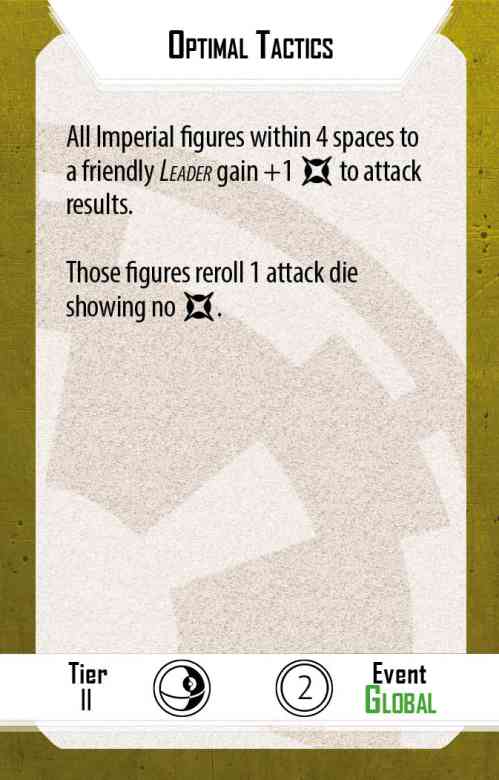 OPTIMAL TACTICS
All Imperial figures within 4 spaces to
a friendly LEADER gain +1 to attack
results.
Those figures reroll 1 attack die
showing no .
Tier
II
2
Event
GLOBAL